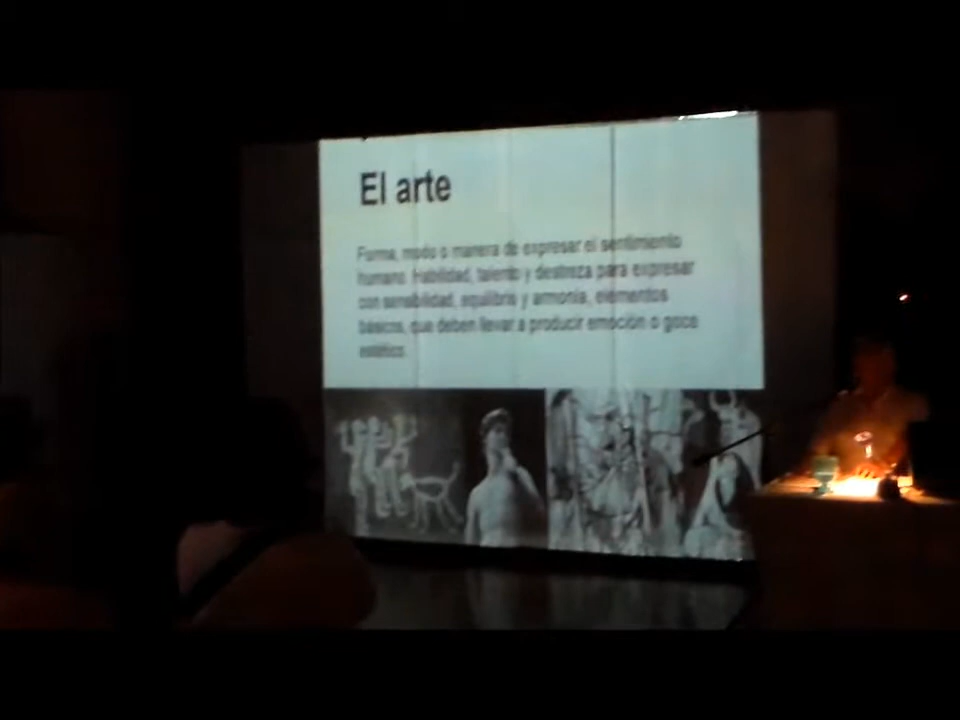 El arte
Forma, modo o manera de expresar el sentimiento
humano. Habilidad, talento y destreza para expresar
con sensibilidad, equilibrio y armonía, elementos
básicos, que deben llevar a producir emoción o goce
estético.